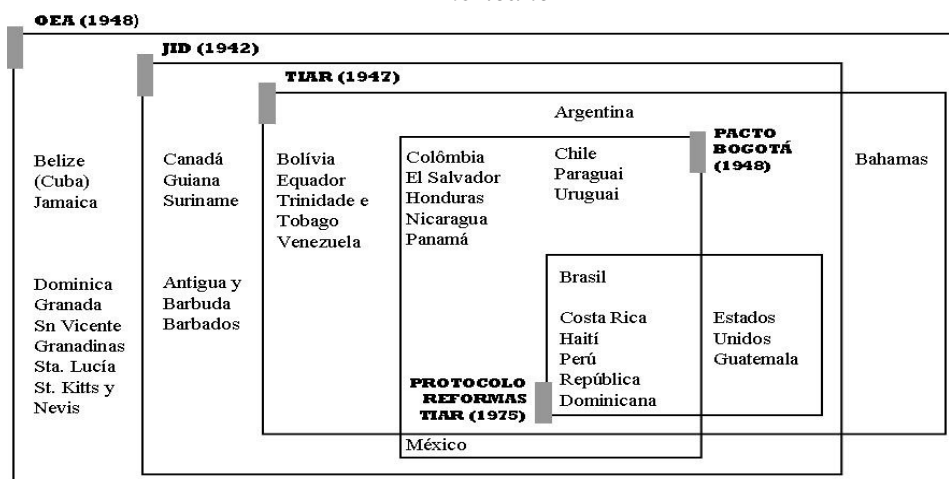 OEA (1948)
JID (1942)
TIAR (1947)
Argentina
PACTO
BOGOTÁ
(1948)
Belize
(Cuba)
Jamaica
Canadá
Guiana
Suriname
Bolívia
Equador
Trinidade e
Tobago
Venezuela
Colômbia
El Salvador
Honduras
Nicaragua
Panamá
Chile
Paraguai
Uruguai
Bahamas
Dominica
Granada
Sn Vicente
Granadinas
Sta. Lucía
St. Kitts y
Nevis
Antigua y
Barbuda
Barbados
Brasil
Costa Rica
Haití
Perú
República
Dominicana
Estados
Unidos
Guatemala
PROTOCOLO
REFORMAS
TIAR (1975)
México